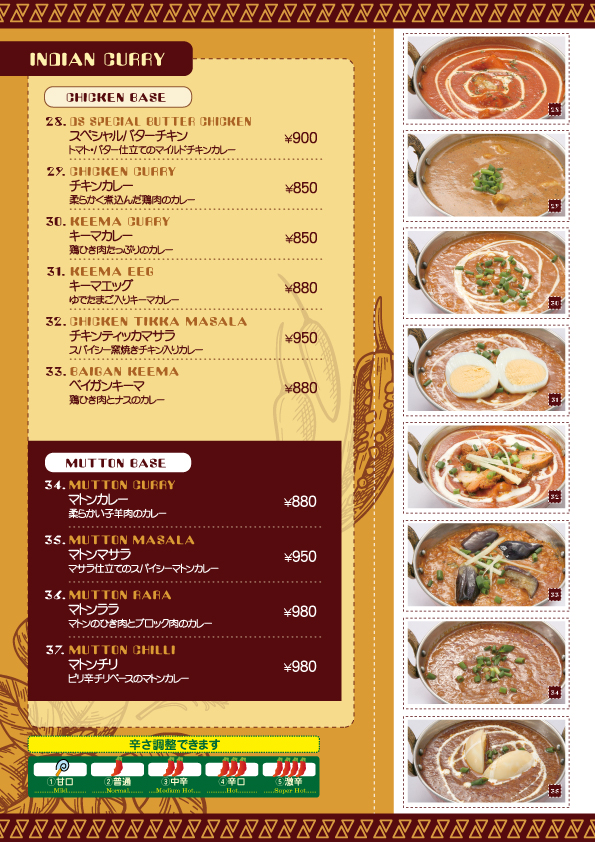 INDIAN CURRY
CHICKEN BASE
28. DS SPECIAL BUTTER CHICKEN
スペシャルバターチキン ¥900
トマト・バター仕立てのマイルドチキンカレー
29. CHICKEN CURRY
チキンカレー ¥850
柔らかく煮込んだ鶏肉のカレー
30. KEEMA CURRY
キーマカレー ¥850
鶏ひき肉たっぷりのカレー
31. KEEMA EEG
キーマエッグ ¥880
ゆでたまご入りキーマカレー
32. CHICKEN TIKKA MASALA
チキンティッカマサラ ¥950
スパイシー窯焼きチキン入りカレー
33. BAIGAN KEEMA
ベイガンキーマ ¥880
鶏ひき肉とナスのカレー
MUTTON BASE
34. MUTTON CURRY
マトンカレー ¥880
柔らかい子羊肉のカレー
35. MUTTON MASALA
マトンマサラ ¥950
マサラ仕立てのスパイシーマトンカレー
36. MUTTON RARA
マトンララ ¥980
マトンのひき肉とブロック肉のカレー
37. MUTTON CHILLI
マトンチリ ¥980
ピリ辛チリベースのマトンカレー
辛さ調整できます
①甘口 ②普通 ③中辛 ④辛口 ⑤激辛
Mild Normal Medium Hot Hot Super Hot
28
29
30
31
32
33
34
35